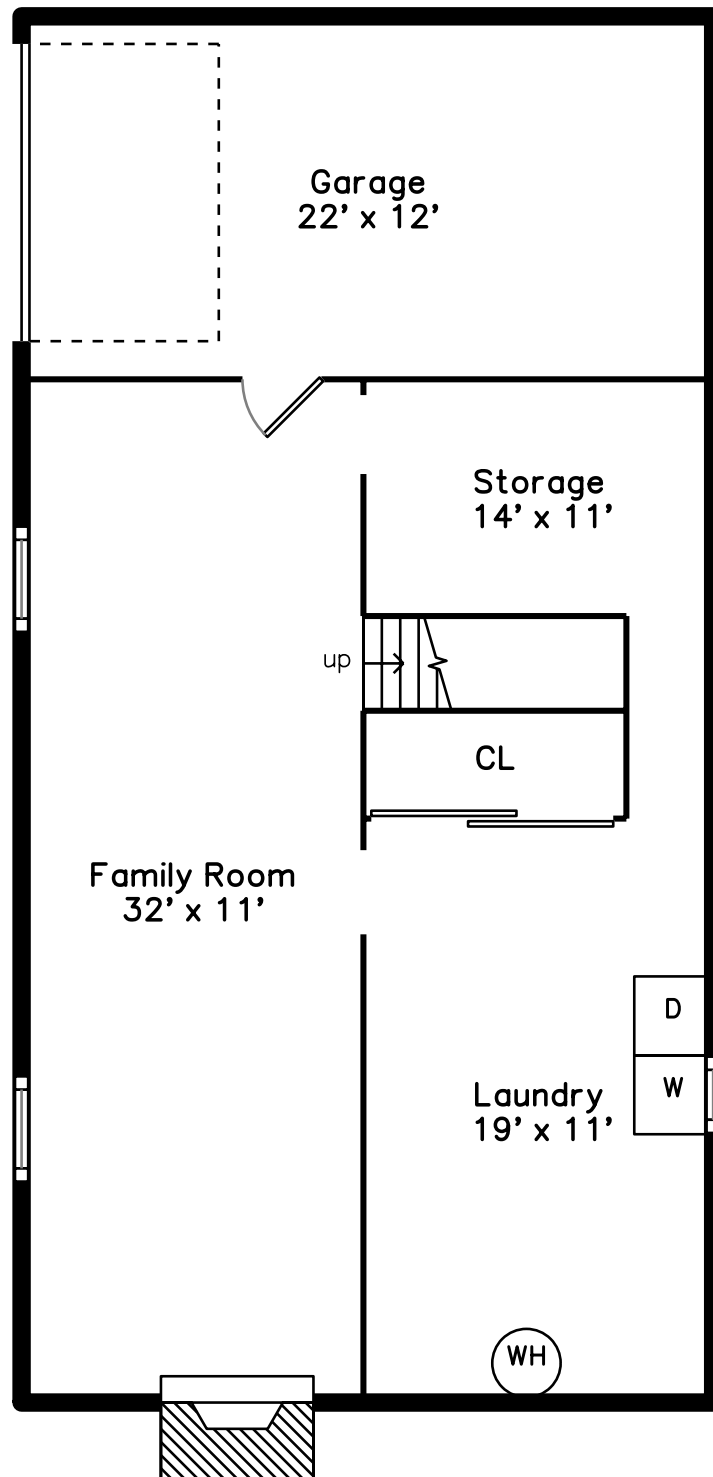 Garage
22' x 12'
Storage
14' x 11'
up
CL
Family Room
32' x 11'
D
W
Laundry
19' x 11'
WH